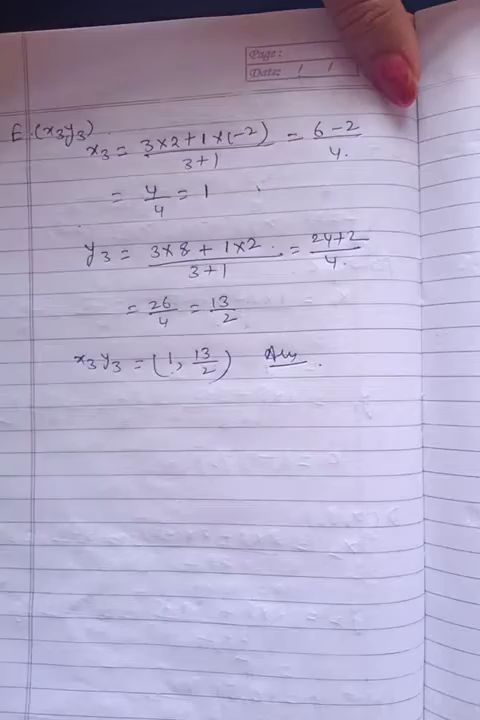 Page:
Date: / /
E (x₃y₃)
x₃ = (3×2+1×(-2))/(3+1) = (6-2)/4.
= 4/4 = 1
y₃ = (3×8+1×2.)/(3+1) = (24+2)/4.
= 26/4 = 13/2
x₃y₃ = (1, 13/2) Ans.